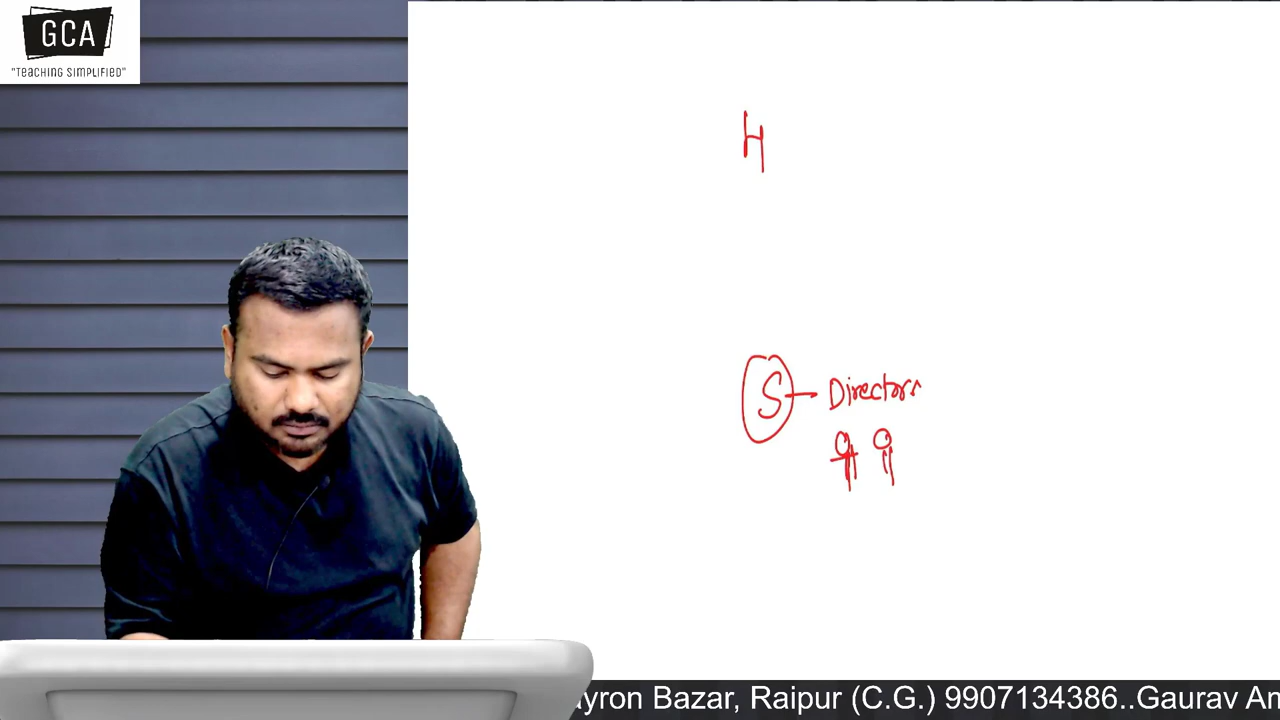 GCA
"Teaching Simplified"
H
S - Directors
yron Bazar, Raipur (C.G.) 9907134386..Gaurav An